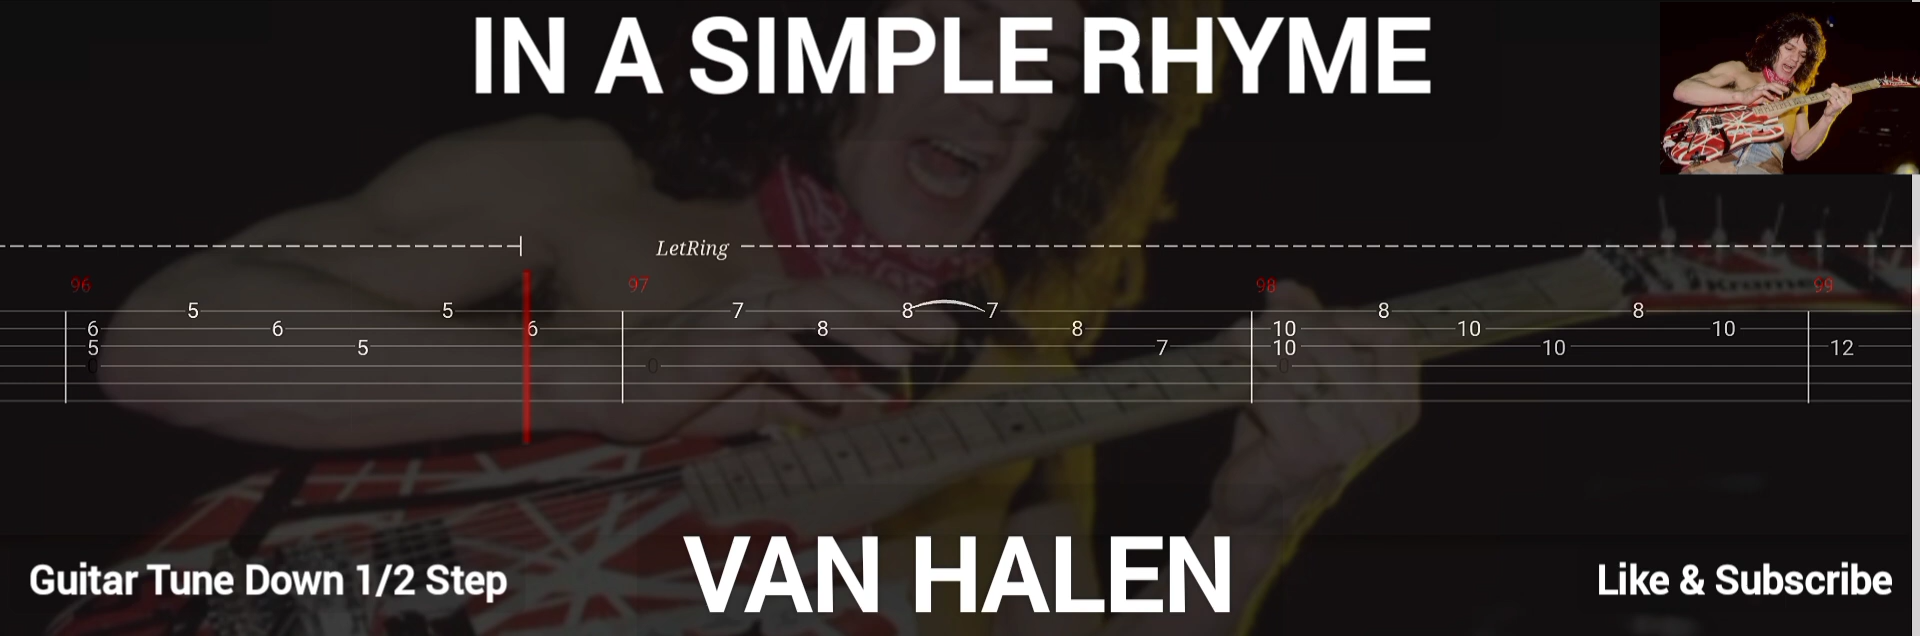 IN A SIMPLE RHYME
LetRing
96 97 98 99
5 5 7 8 7 8 8
6 6 6 8 8 10 10 10
5 5 7 10 10 12
0 0 0
Guitar Tune Down 1/2 Step
VAN HALEN
Like & Subscribe